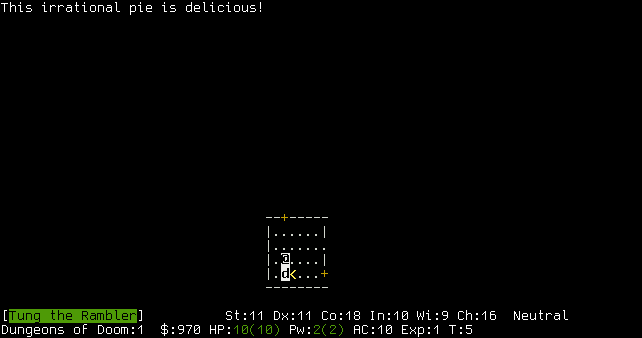 This irrational pie is delicious!
--+-----
|......|
|.......
|.@....|
|.d<...+
--------
[Tung the Rambler] St:11 Dx:11 Co:18 In:10 Wi:9 Ch:16 Neutral
Dungeons of Doom:1 $:970 HP:10(10) Pw:2(2) AC:10 Exp:1 T:5